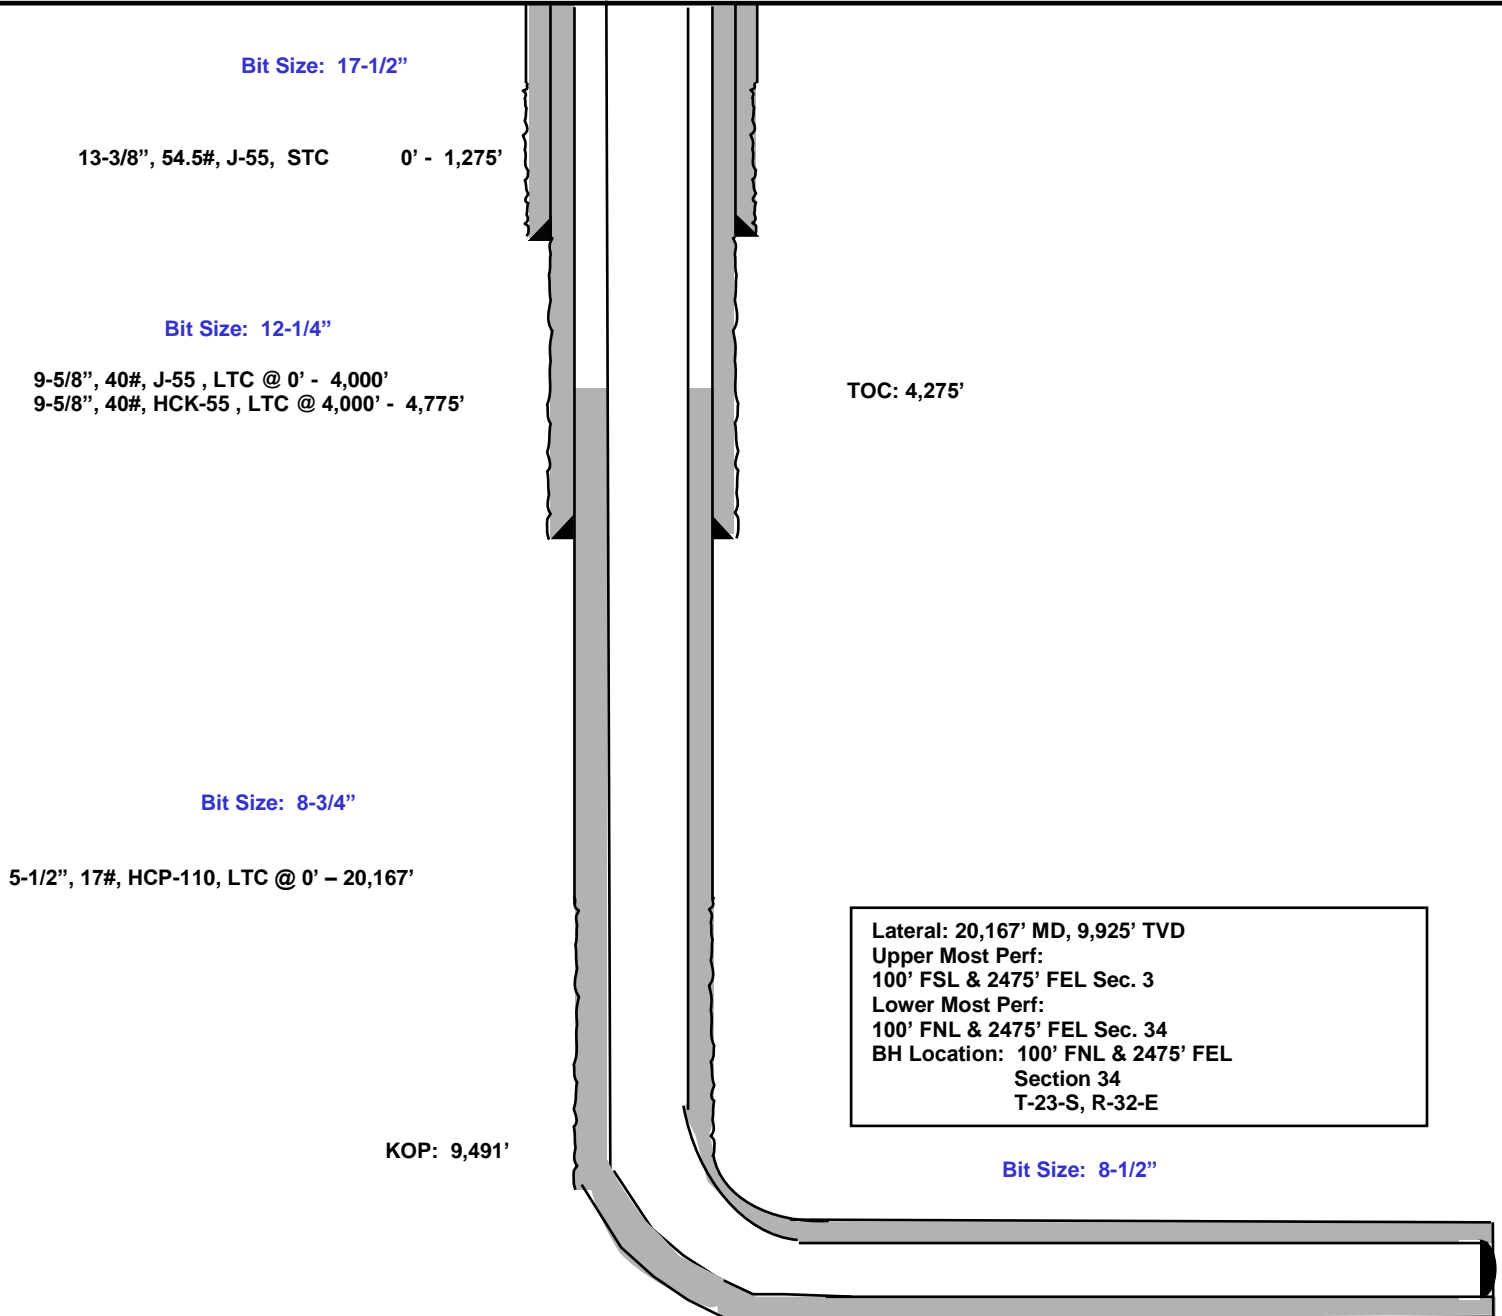 Bit Size: 17-1/2”
13-3/8”, 54.5#, J-55, STC 0’ - 1,275’
Bit Size: 12-1/4”
9-5/8”, 40#, J-55 , LTC @ 0’ - 4,000’
9-5/8”, 40#, HCK-55 , LTC @ 4,000’ - 4,775’
TOC: 4,275’
Bit Size: 8-3/4”
5-1/2”, 17#, HCP-110, LTC @ 0’ – 20,167’
Lateral: 20,167’ MD, 9,925’ TVD
Upper Most Perf:
100’ FSL & 2475’ FEL Sec. 3
Lower Most Perf:
100’ FNL & 2475’ FEL Sec. 34
BH Location: 100’ FNL & 2475’ FEL
Section 34
T-23-S, R-32-E
KOP: 9,491’
Bit Size: 8-1/2”